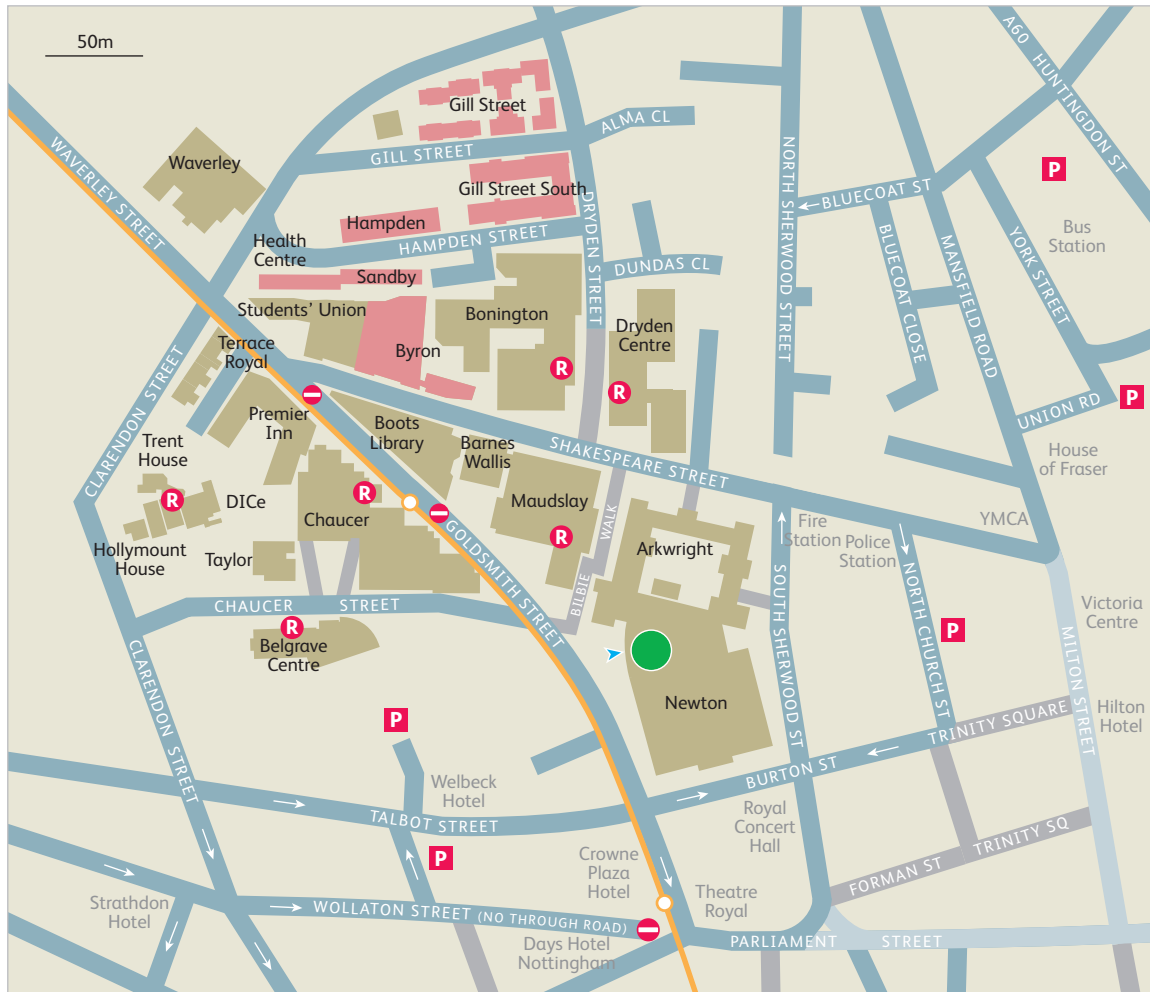 50m
A60 HUNTINGDON ST
Gill Street
ALMA CL
GILL STREET
WAVERLEY STREET
Waverley
NORTH SHERWOOD STREET
P
BLUECOAT ST
Gill Street South
DRYDEN STREET
Hampden
HAMPDEN STREET
Health
Centre
Bus
Station
YORK STREET
BLUECOAT CLOSE
MANSFIELD ROAD
DUNDAS CL
Sandby
Students' Union
Bonington
Dryden
Centre
Terrace
Royal
Byron
R
R
CLARENDON STREET
Premier
Inn
Boots
Library
Barnes
Wallis
SHAKESPEARE STREET
UNION RD
P
House
of Fraser
Trent
House
R
DICe
R
Chaucer
Maudslay
R
WALK
BILBIE
Arkwright
Fire
Station
Police
Station
YMCA
Hollymount
House
Taylor
GOLDSMITH STREET
SOUTH SHERWOOD ST
NORTH CHURCH ST
CHAUCER STREET
R
Belgrave
Centre
P
Victoria
Centre
MILTON STREET
CLARENDON STREET
Newton
Hilton
Hotel
TRINITY SQUARE
P
BURTON ST
Welbeck
Hotel
TALBOT STREET
Royal
Concert
Hall
TRINITY SQ
FORMAN ST
P
Crowne
Plaza
Hotel
Theatre
Royal
Strathdon
Hotel
WOLLATON STREET (NO THROUGH ROAD)
Days Hotel
Nottingham
PARLIAMENT STREET